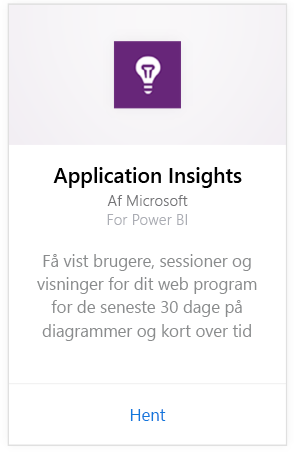 Application Insights
Af Microsoft
For Power BI
Få vist brugere, sessioner og
visninger for dit web program
for de seneste 30 dage på
diagrammer og kort over tid
Hent